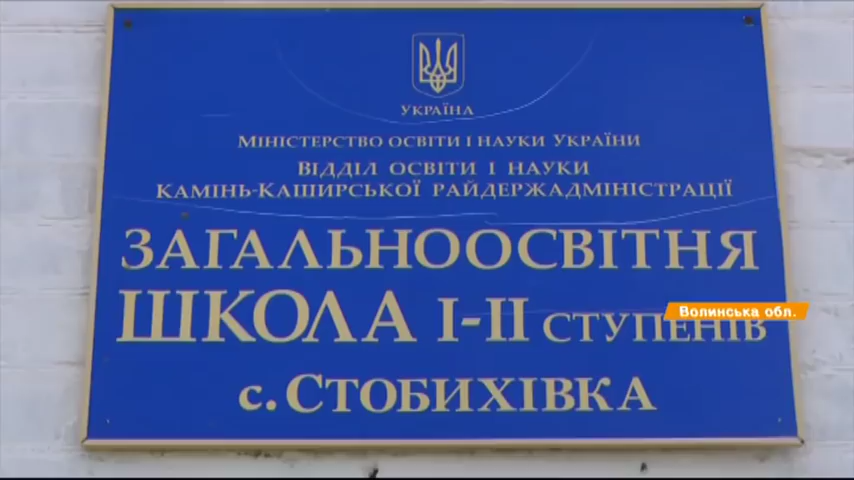 УКРАЇНА
МІНІСТЕРСТВО ОСВІТИ І НАУКИ УКРАЇНИ
ВІДДІЛ ОСВІТИ І НАУКИ
КАМІНЬ-КАШИРСЬКОЇ РАЙДЕРЖАДМІНІСТРАЦІЇ
ЗАГАЛЬНООСВІТНЯ
ШКОЛА І-ІІ СТУПЕНІВ
Волинська обл.
с. СТОБИХІВКА